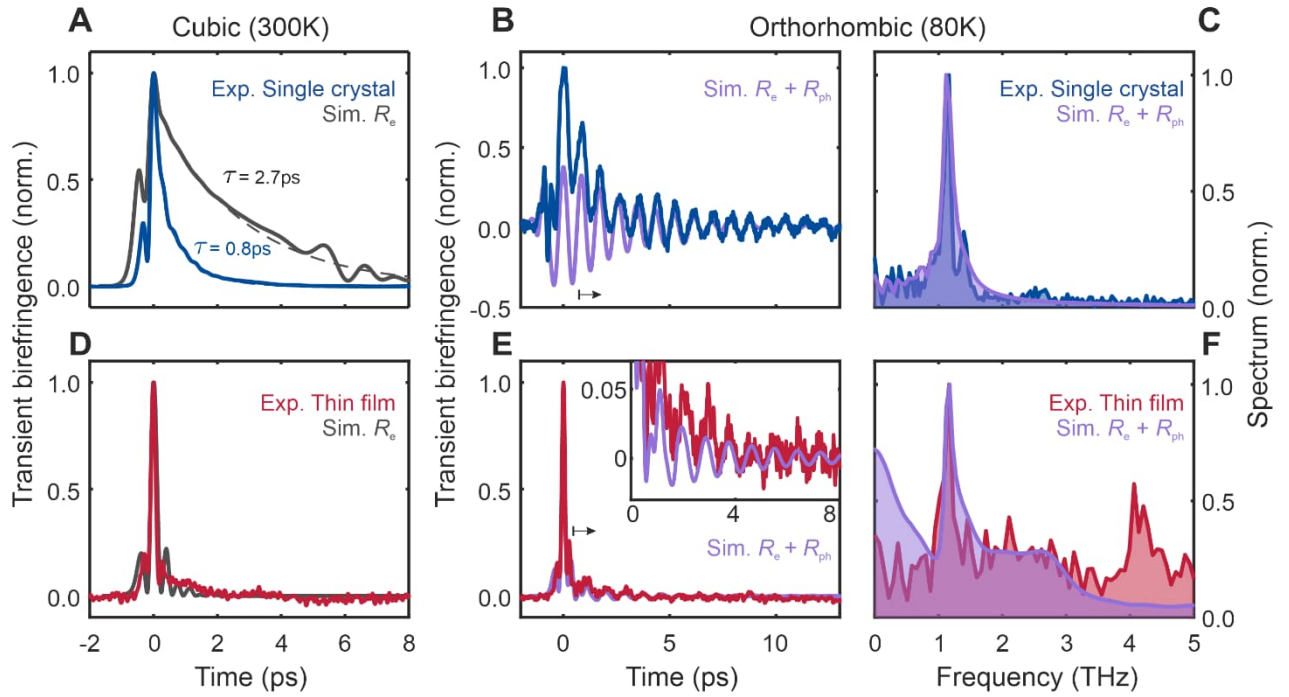 A Cubic (300K)
B Orthorhombic (80K) C
Transient birefringence (norm.)
1.0
0.5
0.0
Exp. Single crystal
Sim. Re
τ = 2.7ps
τ = 0.8ps
Transient birefringence (norm.)
1.0
0.5
0.0
-0.5
Sim. Re + Rph
Exp. Single crystal
Sim. Re + Rph
1.0
0.5
0.0
Spectrum (norm.)
D
E
F
1.0
0.5
0.0
Exp. Thin film
Sim. Re
-2 0 2 4 6 8
Time (ps)
1.0
0.5
0.0
0.05
0
0 4 8
Sim. Re + Rph
0 5 10
Time (ps)
Exp. Thin film
Sim. Re + Rph
1.0
0.5
0.0
0 1 2 3 4 5
Frequency (THz)